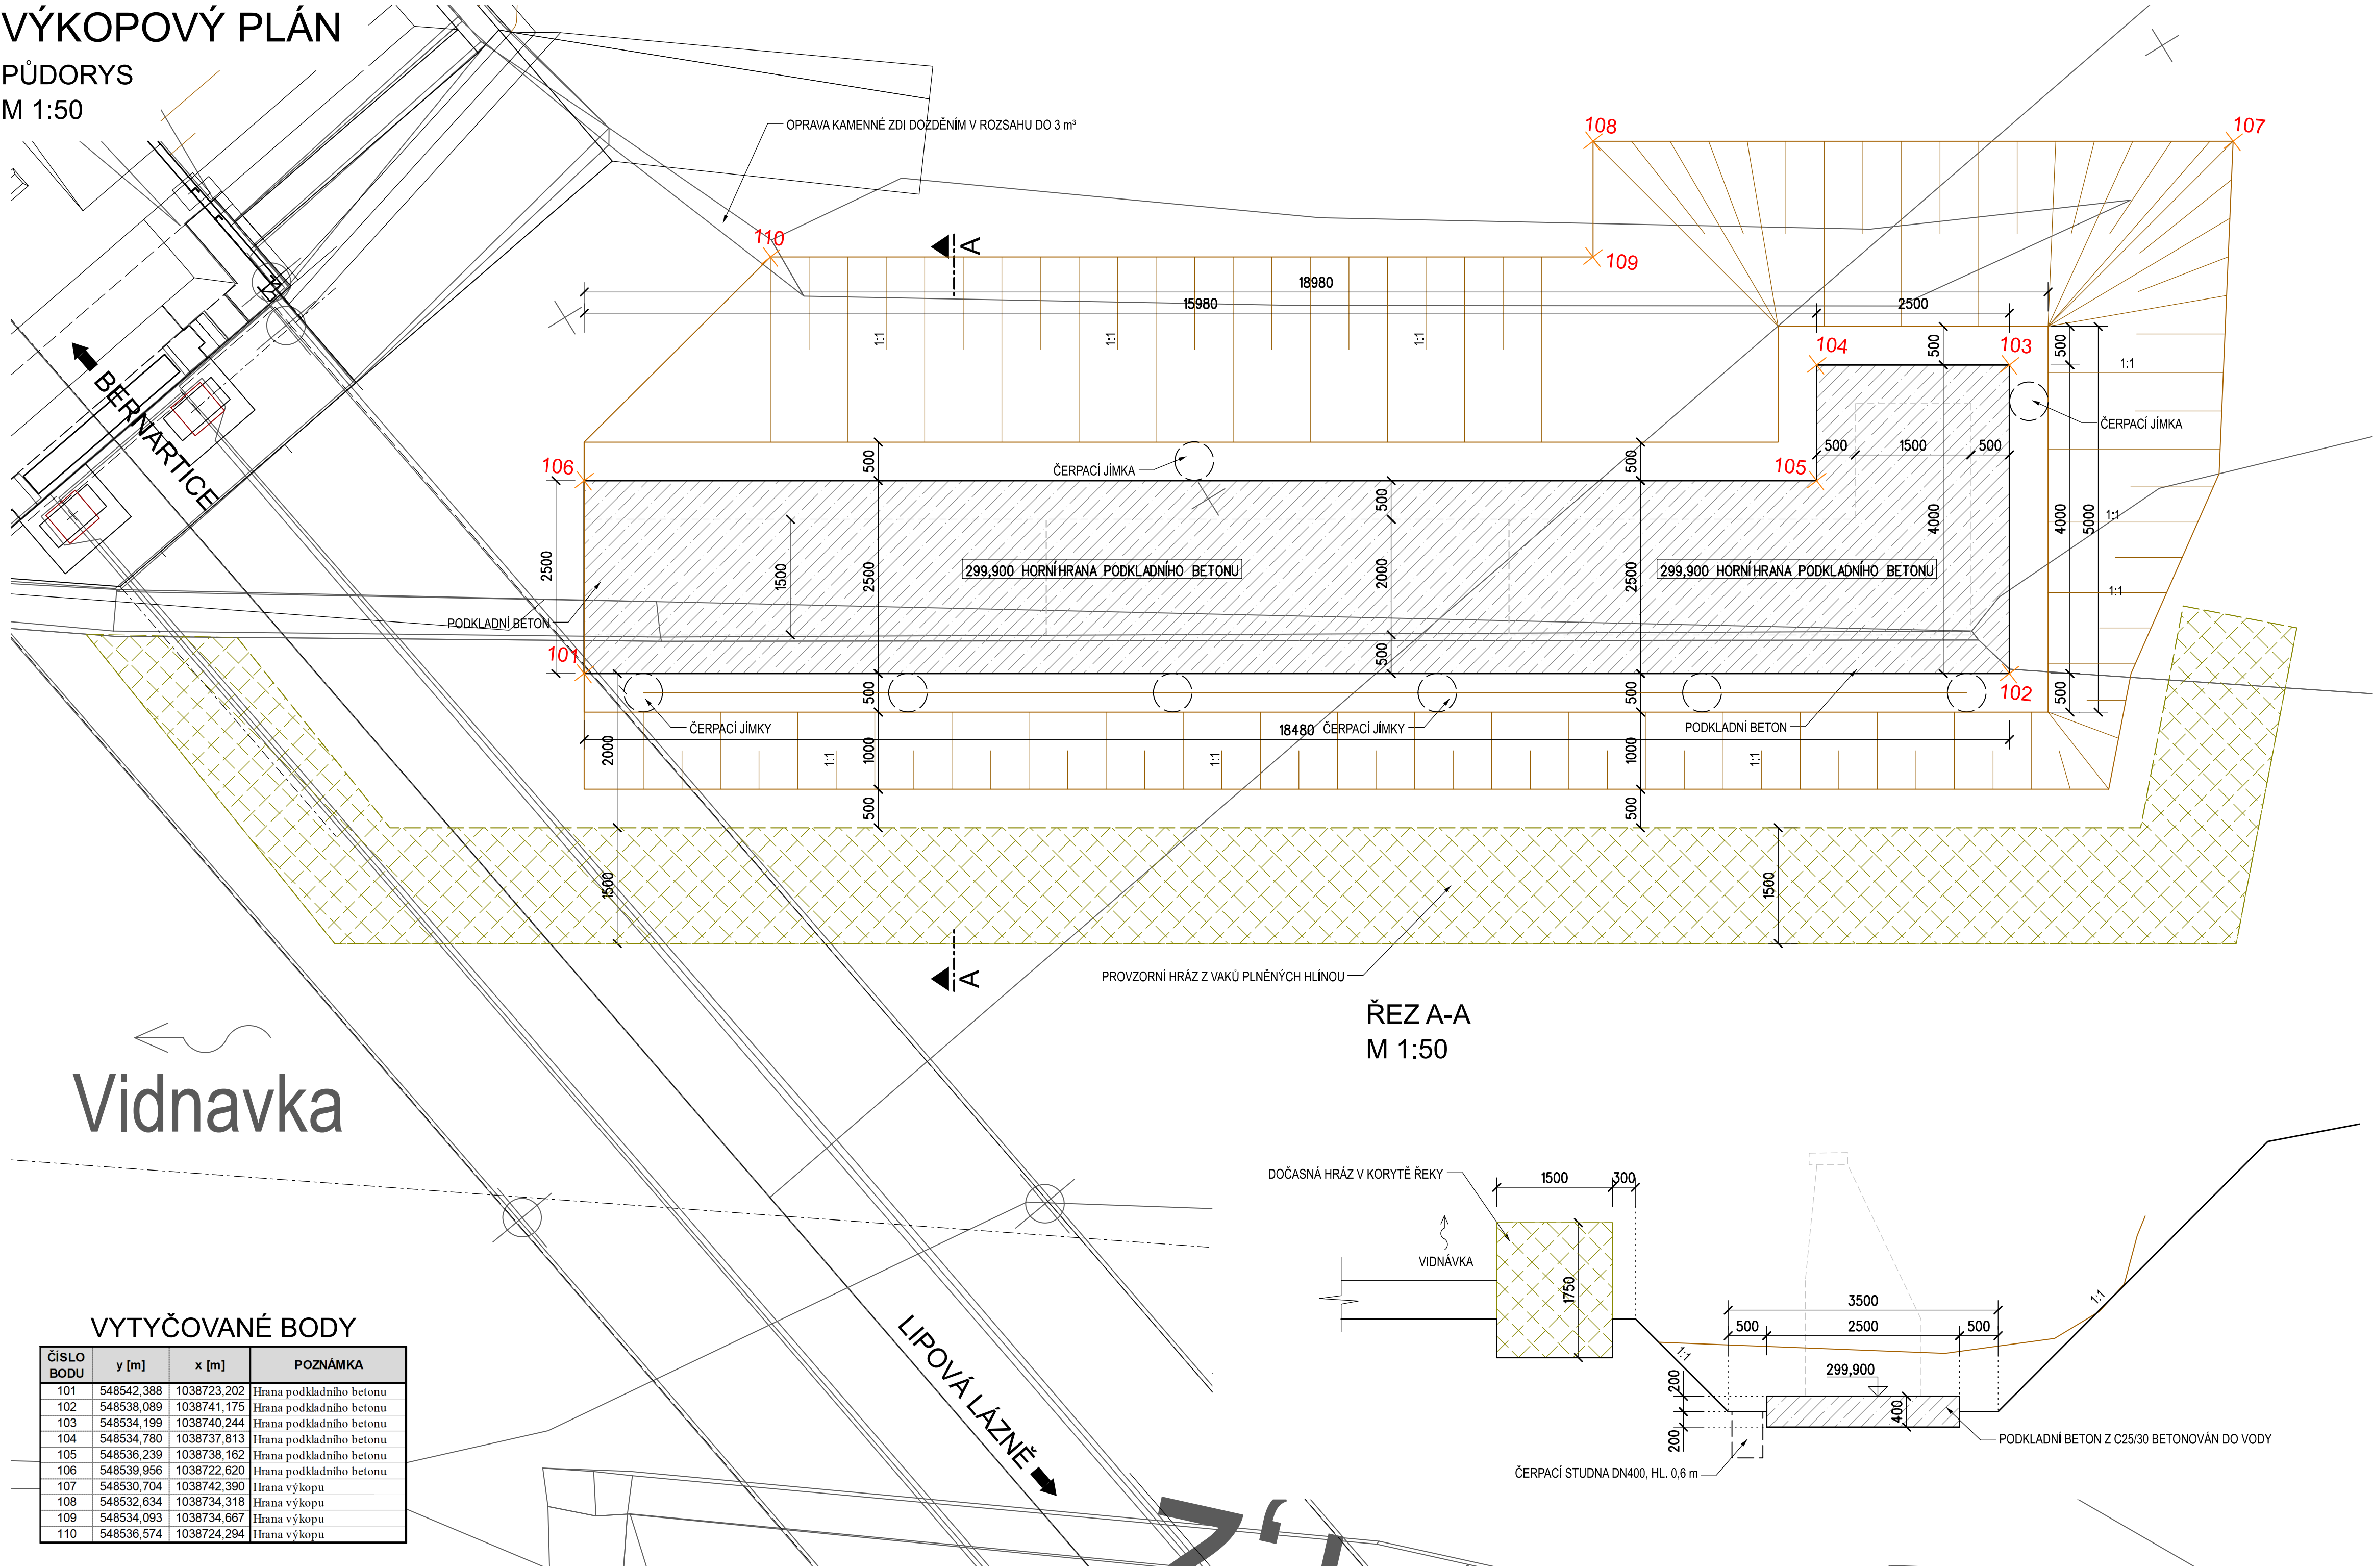 VÝKOPOVÝ PLÁN
PŮDORYS
M 1:50
OPRAVA KAMENNÉ ZDI DOZDĚNÍM V ROZSAHU DO 3 m³
108
107
110
A
109
18980
15980
2500
1:1
1:1
1:1
104
103
500
500
1:1
BERNARTICE
ČERPACÍ JÍMKA
500
1500
500
106
500
ČERPACÍ JÍMKA
500
105
500
4000
4000
5000
1:1
2500
1500
2500
299,900 HORNÍ HRANA PODKLADNÍHO BETONU
2000
2500
299,900 HORNÍ HRANA PODKLADNÍHO BETONU
1:1
PODKLADNÍ BETON
101
500
102
500
500
500
ČERPACÍ JÍMKY
18480
ČERPACÍ JÍMKY
PODKLADNÍ BETON
2000
1:1
1000
1:1
1000
1:1
500
500
1500
1500
A
PROVZORNÍ HRÁZ Z VAKŮ PLNĚNÝCH HLÍNOU
ŘEZ A-A
M 1:50
Vidnavka
DOČASNÁ HRÁZ V KORYTĚ ŘEKY
1500
300
VIDNÁVKA
1750
3500
1:1
500
2500
500
1:1
299,900
200
400
200
PODKLADNÍ BETON Z C25/30 BETONOVÁN DO VODY
ČERPACÍ STUDNA DN400, HL. 0,6 m
LIPOVÁ LÁZNĚ
VYTYČOVANÉ BODY
ČÍSLO BODU y [m] x [m] POZNÁMKA
101 548542,388 1038723,202 Hrana podkladního betonu
102 548538,089 1038741,175 Hrana podkladního betonu
103 548534,199 1038740,244 Hrana podkladního betonu
104 548534,780 1038737,813 Hrana podkladního betonu
105 548536,239 1038738,162 Hrana podkladního betonu
106 548539,956 1038722,620 Hrana podkladního betonu
107 548530,704 1038742,390 Hrana výkopu
108 548532,634 1038734,318 Hrana výkopu
109 548534,093 1038734,667 Hrana výkopu
110 548536,574 1038724,294 Hrana výkopu